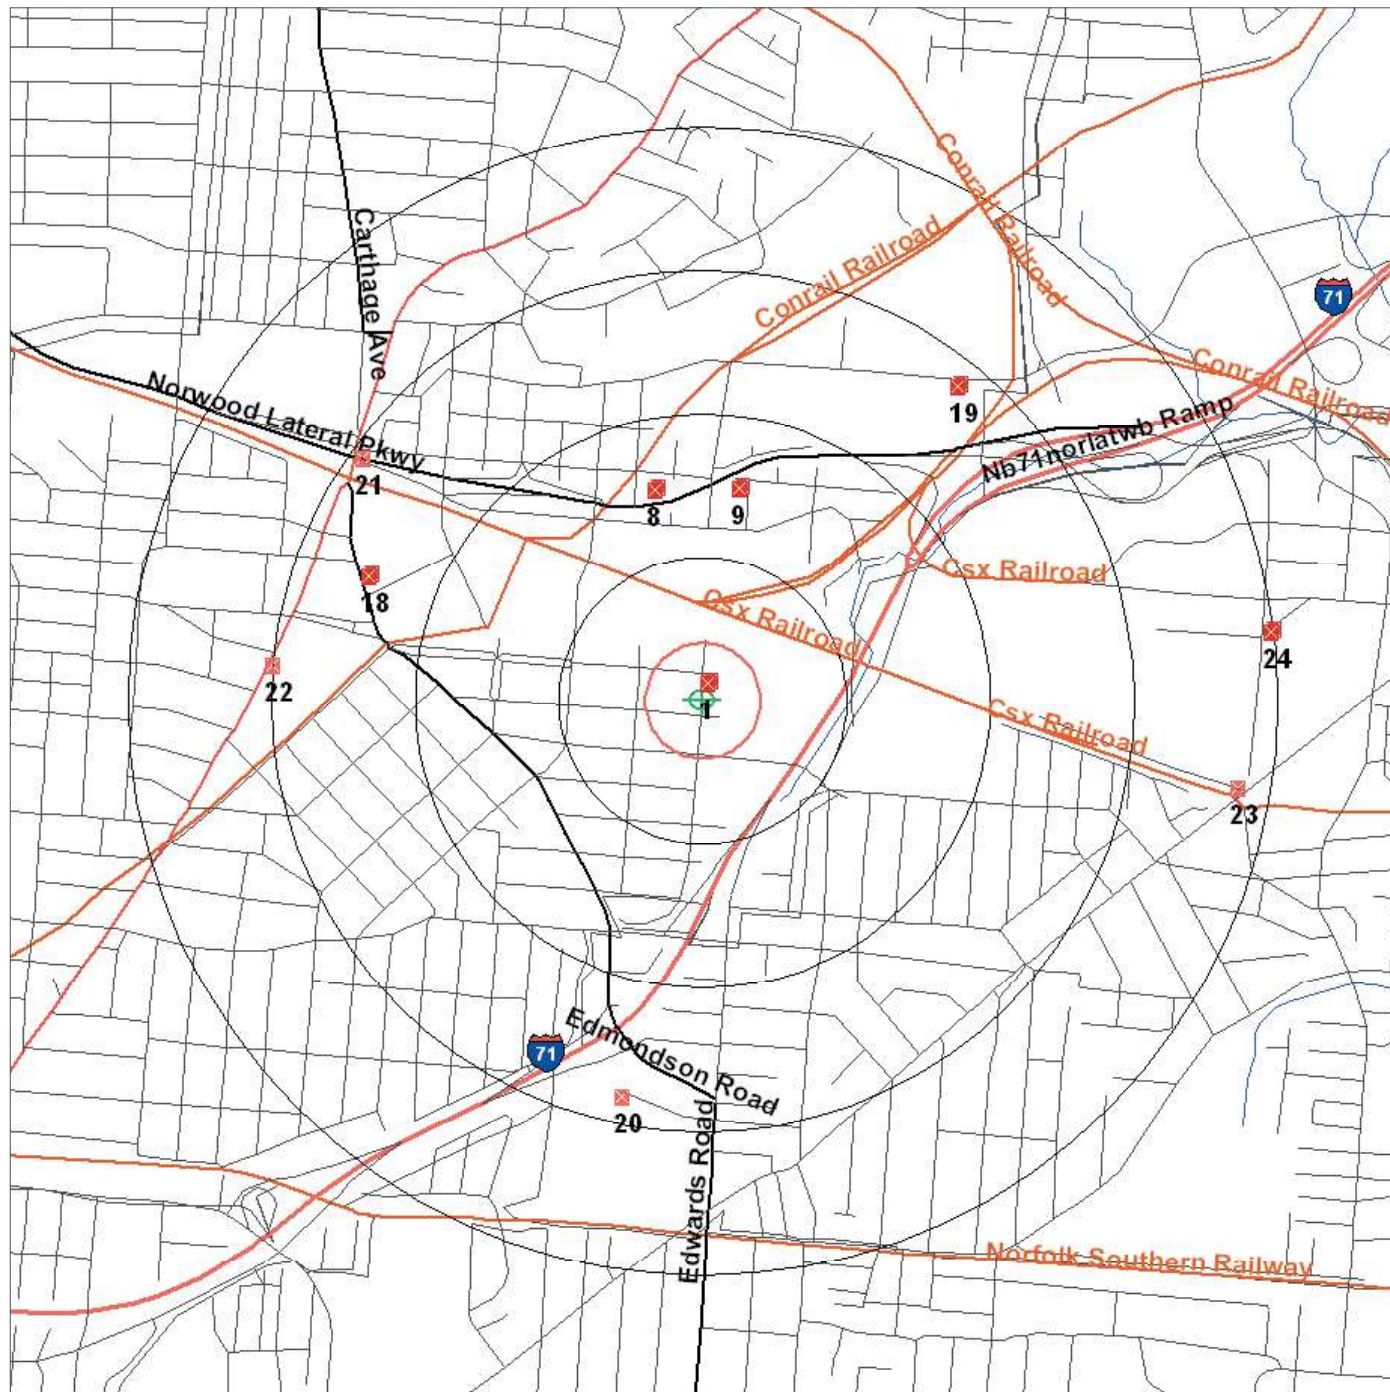 Conrail Railroad
Carthage Ave
Conrail Railroad
71
Conrail Railroad
Norwood Lateral Pkwy
19
Nb71norlatwb Ramp
21
8
9
Csx Railroad
18
Csx Railroad
24
22
1
Csx Railroad
23
Edmondson Road
71
20
Edwards Road
Norfolk Southern Railway